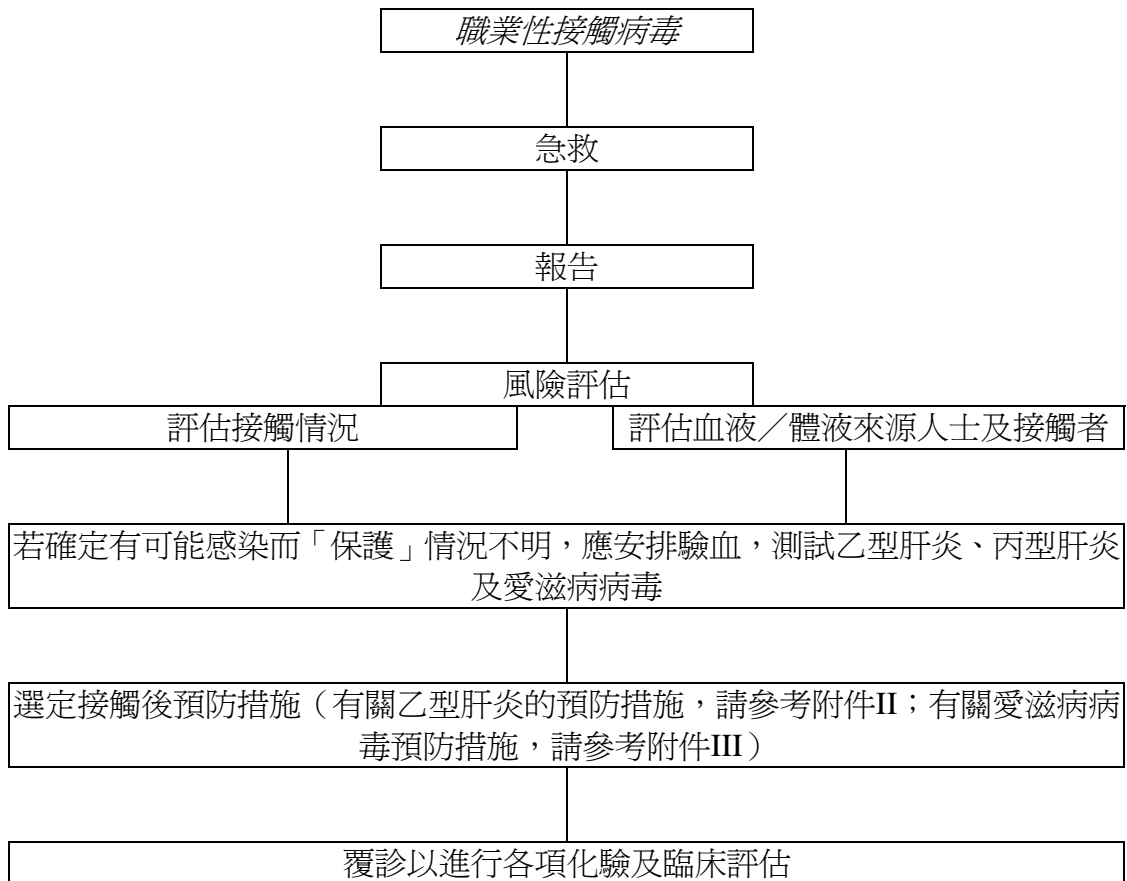 職業性接觸病毒
急救
報告
風險評估
評估接觸情況
評估血液／體液來源人士及接觸者
若確定有可能感染而「保護」情況不明，應安排驗血，測試乙型肝炎、丙型肝炎
及愛滋病病毒
選定接觸後預防措施（有關乙型肝炎的預防措施，請參考附件II；有關愛滋病病
毒預防措施，請參考附件III）
覆診以進行各項化驗及臨床評估